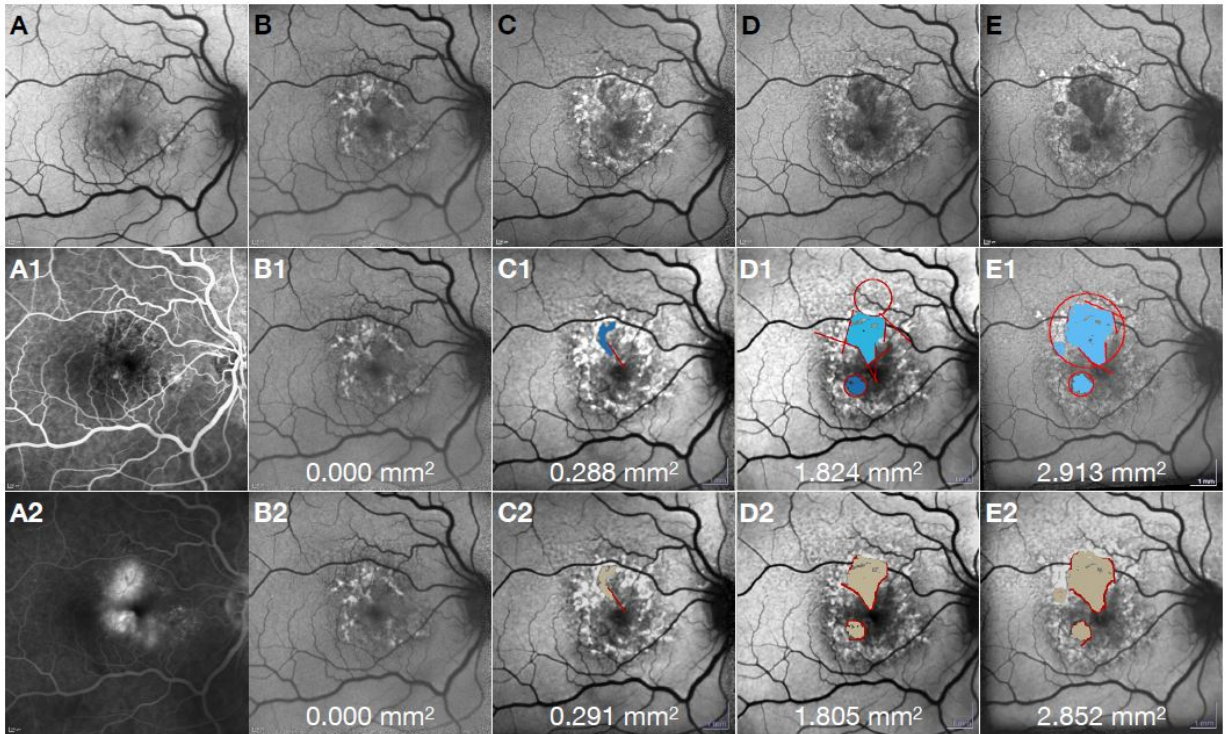 A B C D E
A1 B1 C1 D1 E1
0.000 mm² 0.288 mm² 1.824 mm² 2.913 mm²
1 mm
A2 B2 C2 D2 E2
0.000 mm² 0.291 mm² 1.805 mm² 2.852 mm²
1 mm